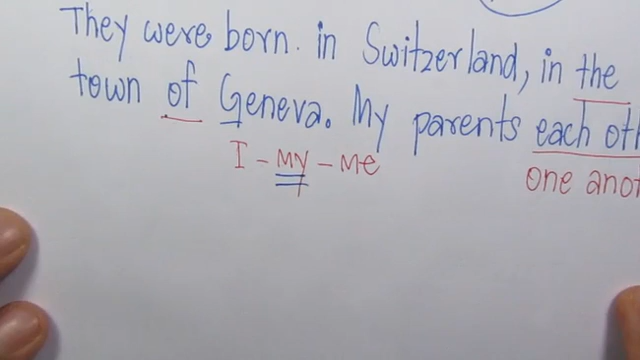 They were born. in Switzerland, in the
town of Geneva. My parents each oth
I - My - Me
one anot